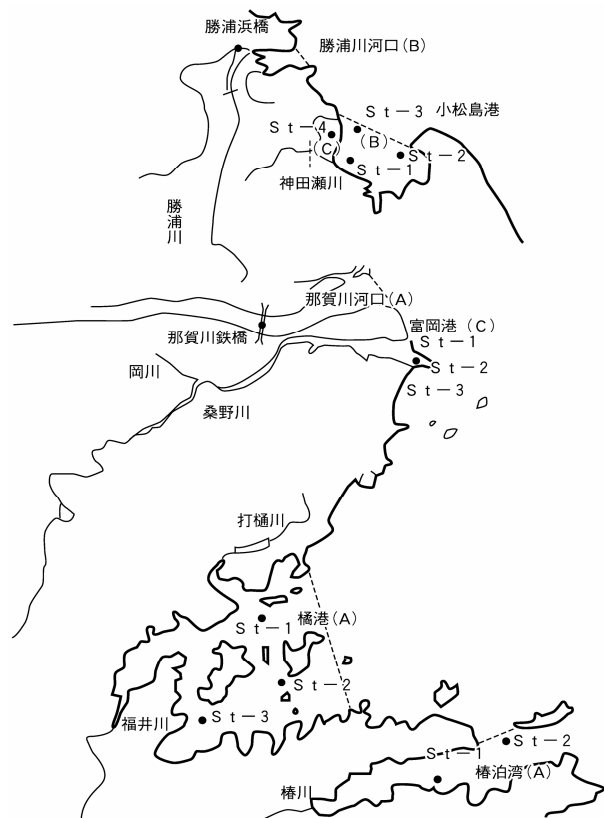 勝浦浜橋
勝浦川河口(B)
Ｓｔ－3 小松島港
Ｓｔ－4
(B)
(C)
Ｓｔ－2
Ｓｔ－1
神田瀬川
勝浦川
那賀川河口(A)
富岡港(C)
那賀川鉄橋
Ｓｔ－1
岡川
Ｓｔ－2
Ｓｔ－3
桑野川
打樋川
橘港(A)
Ｓｔ－1
Ｓｔ－2
Ｓｔ－3
福井川
Ｓｔ－2
Ｓｔ－1
椿泊湾(A)
椿川